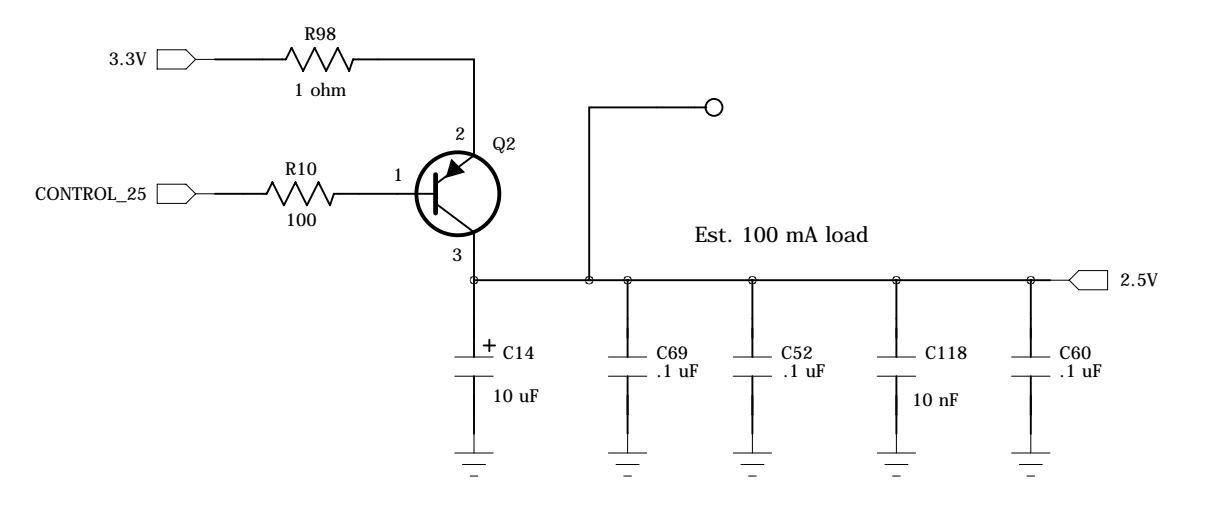 R98
3.3V
1 ohm
2
Q2
R10
1
CONTROL_25
100
3
Est. 100 mA load
2.5V
+
C14
10 uF
C69
.1 uF
C52
.1 uF
C118
10 nF
C60
.1 uF